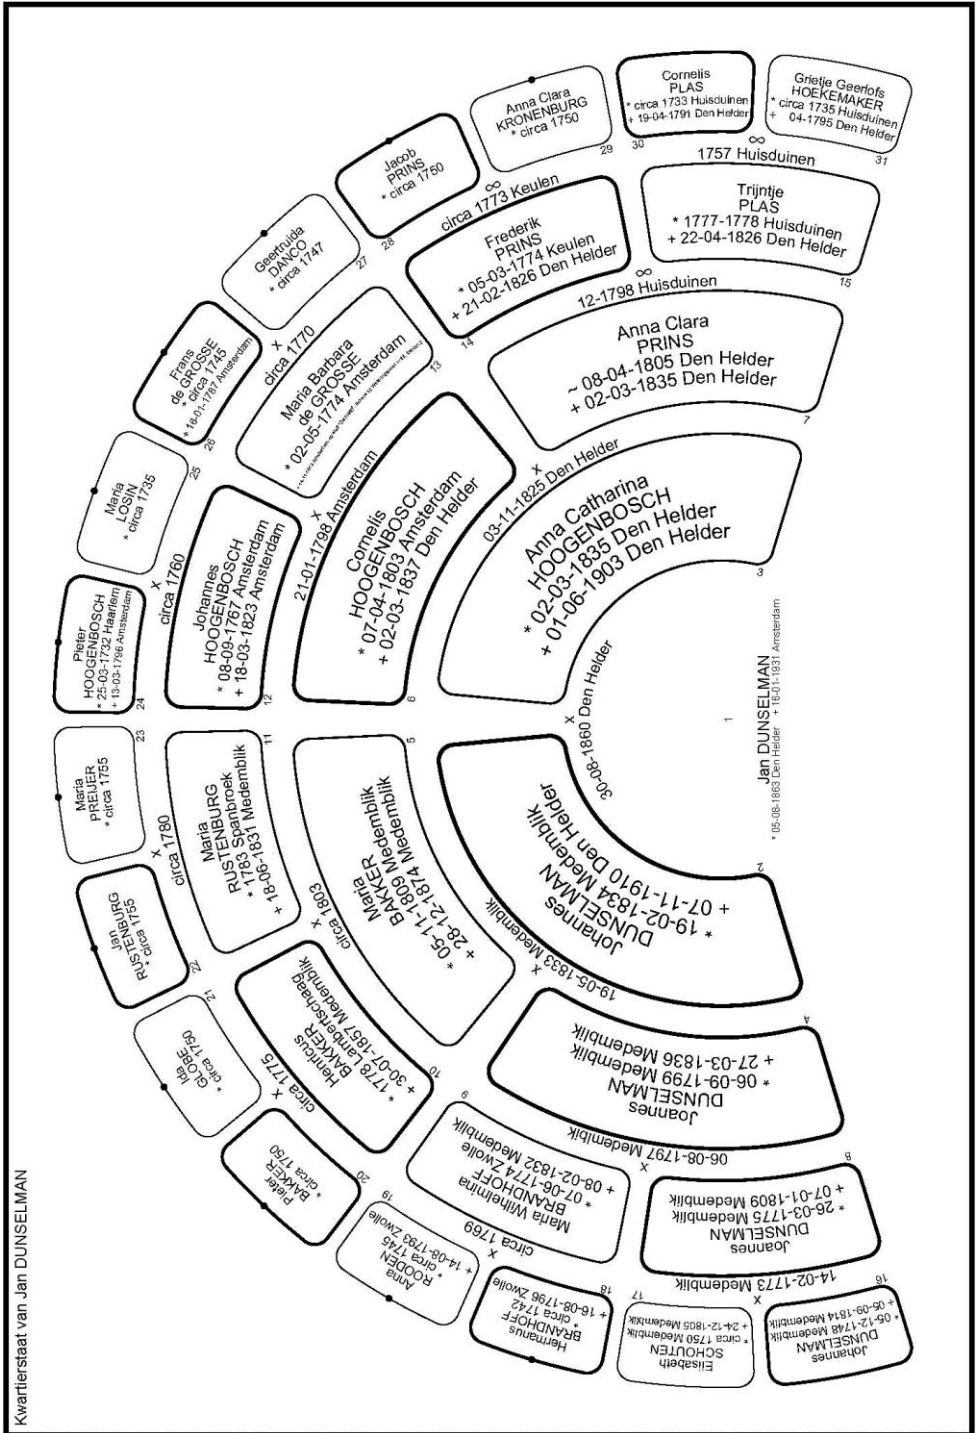 Kwartierstaat van Jan DUNSELMAN
1
Jan DUNSELMAN
* 05-08-1863 Den Helder + 16-01-1931 Amsterdam
2
Johannes
DUNSELMAN
* 19-02-1834 Medemblik
+ 07-11-1910 Den Helder
x
30-08-1860 Den Helder
3
Anna Catharina
HOOGENBOSCH
* 02-03-1835 Den Helder
+ 01-06-1903 Den Helder
4
Joannes
DUNSELMAN
* 06-09-1799 Medemblik
+ 27-03-1836 Medemblik
x
19-05-1833 Medemblik
5
Maria
BAKKER
* 05-11-1809 Medemblik
+ 28-12-1874 Medemblik
6
Cornelis
HOOGENBOSCH
* 07-04-1803 Amsterdam
+ 02-03-1837 Den Helder
x
03-11-1825 Den Helder
7
Anna Clara
PRINS
~ 08-04-1805 Den Helder
+ 02-03-1835 Den Helder
8
Joannes
DUNSELMAN
* 26-03-1775 Medemblik
+ 07-01-1809 Medemblik
x
06-08-1797 Medemblik
9
Maria Wilhelmina
BRANDHOFF
* 07-06-1774 Zwolle
+ 08-02-1832 Medemblik
10
Henricus
BAKKER
* 1778 Lambertschaag
+ 30-07-1857 Medemblik
x
circa 1803
11
Maria
RUSTENBURG
* 1783 Spanbroek
+ 18-06-1831 Medemblik
12
Johannes
HOOGENBOSCH
* 08-09-1767 Amsterdam
+ 18-03-1823 Amsterdam
x
21-01-1798 Amsterdam
13
Maria Barbara
de GROSSE
* 02-05-1774 Amsterdam
14
Frederik
PRINS
* 05-03-1774 Keulen
+ 21-02-1826 Den Helder
∞
12-1798 Huisduinen
15
Trijntje
PLAS
* 1777-1778 Huisduinen
+ 22-04-1826 Den Helder
16
Johannes
DUNSELMAN
* 05-12-1748 Medemblik
+ 05-09-1814 Medemblik
x
14-02-1773 Medemblik
17
Elisabeth
SCHOUTEN
* circa 1750 Medemblik
+ 24-12-1805 Medemblik
18
Hermanus
BRANDHOFF
* circa 1742
+ 16-08-1796 Zwolle
x
circa 1769
19
Anna
ROODEN
* circa 1745
+ 14-08-1793 Zwolle
20
Pieter
BAKKER
* circa 1750
x
circa 1775
21
Ida
GLOBE
* circa 1750
22
Jan
RUSTENBURG
* circa 1755
x
circa 1780
23
Maria
PREIJER
* circa 1755
24
Pieter
HOOGENBOSCH
* 25-03-1732 Haarlem
+ 13-03-1796 Amsterdam
x
circa 1760
25
Maria
LOSIN
* circa 1735
26
Frans
de GROSSE
* circa 1745
+ 16-01-1787 Amsterdam
x
circa 1770
27
Geertruida
DANCO
* circa 1747
28
Jacob
PRINS
* circa 1750
∞
circa 1773 Keulen
29
Anna Clara
KRONENBURG
* circa 1750
30
Cornelis
PLAS
* circa 1733 Huisduinen
+ 19-04-1791 Den Helder
∞
1757 Huisduinen
31
Grietje Geerlofs
HOEKEMAKER
* circa 1735 Huisduinen
+ 04-1795 Den Helder